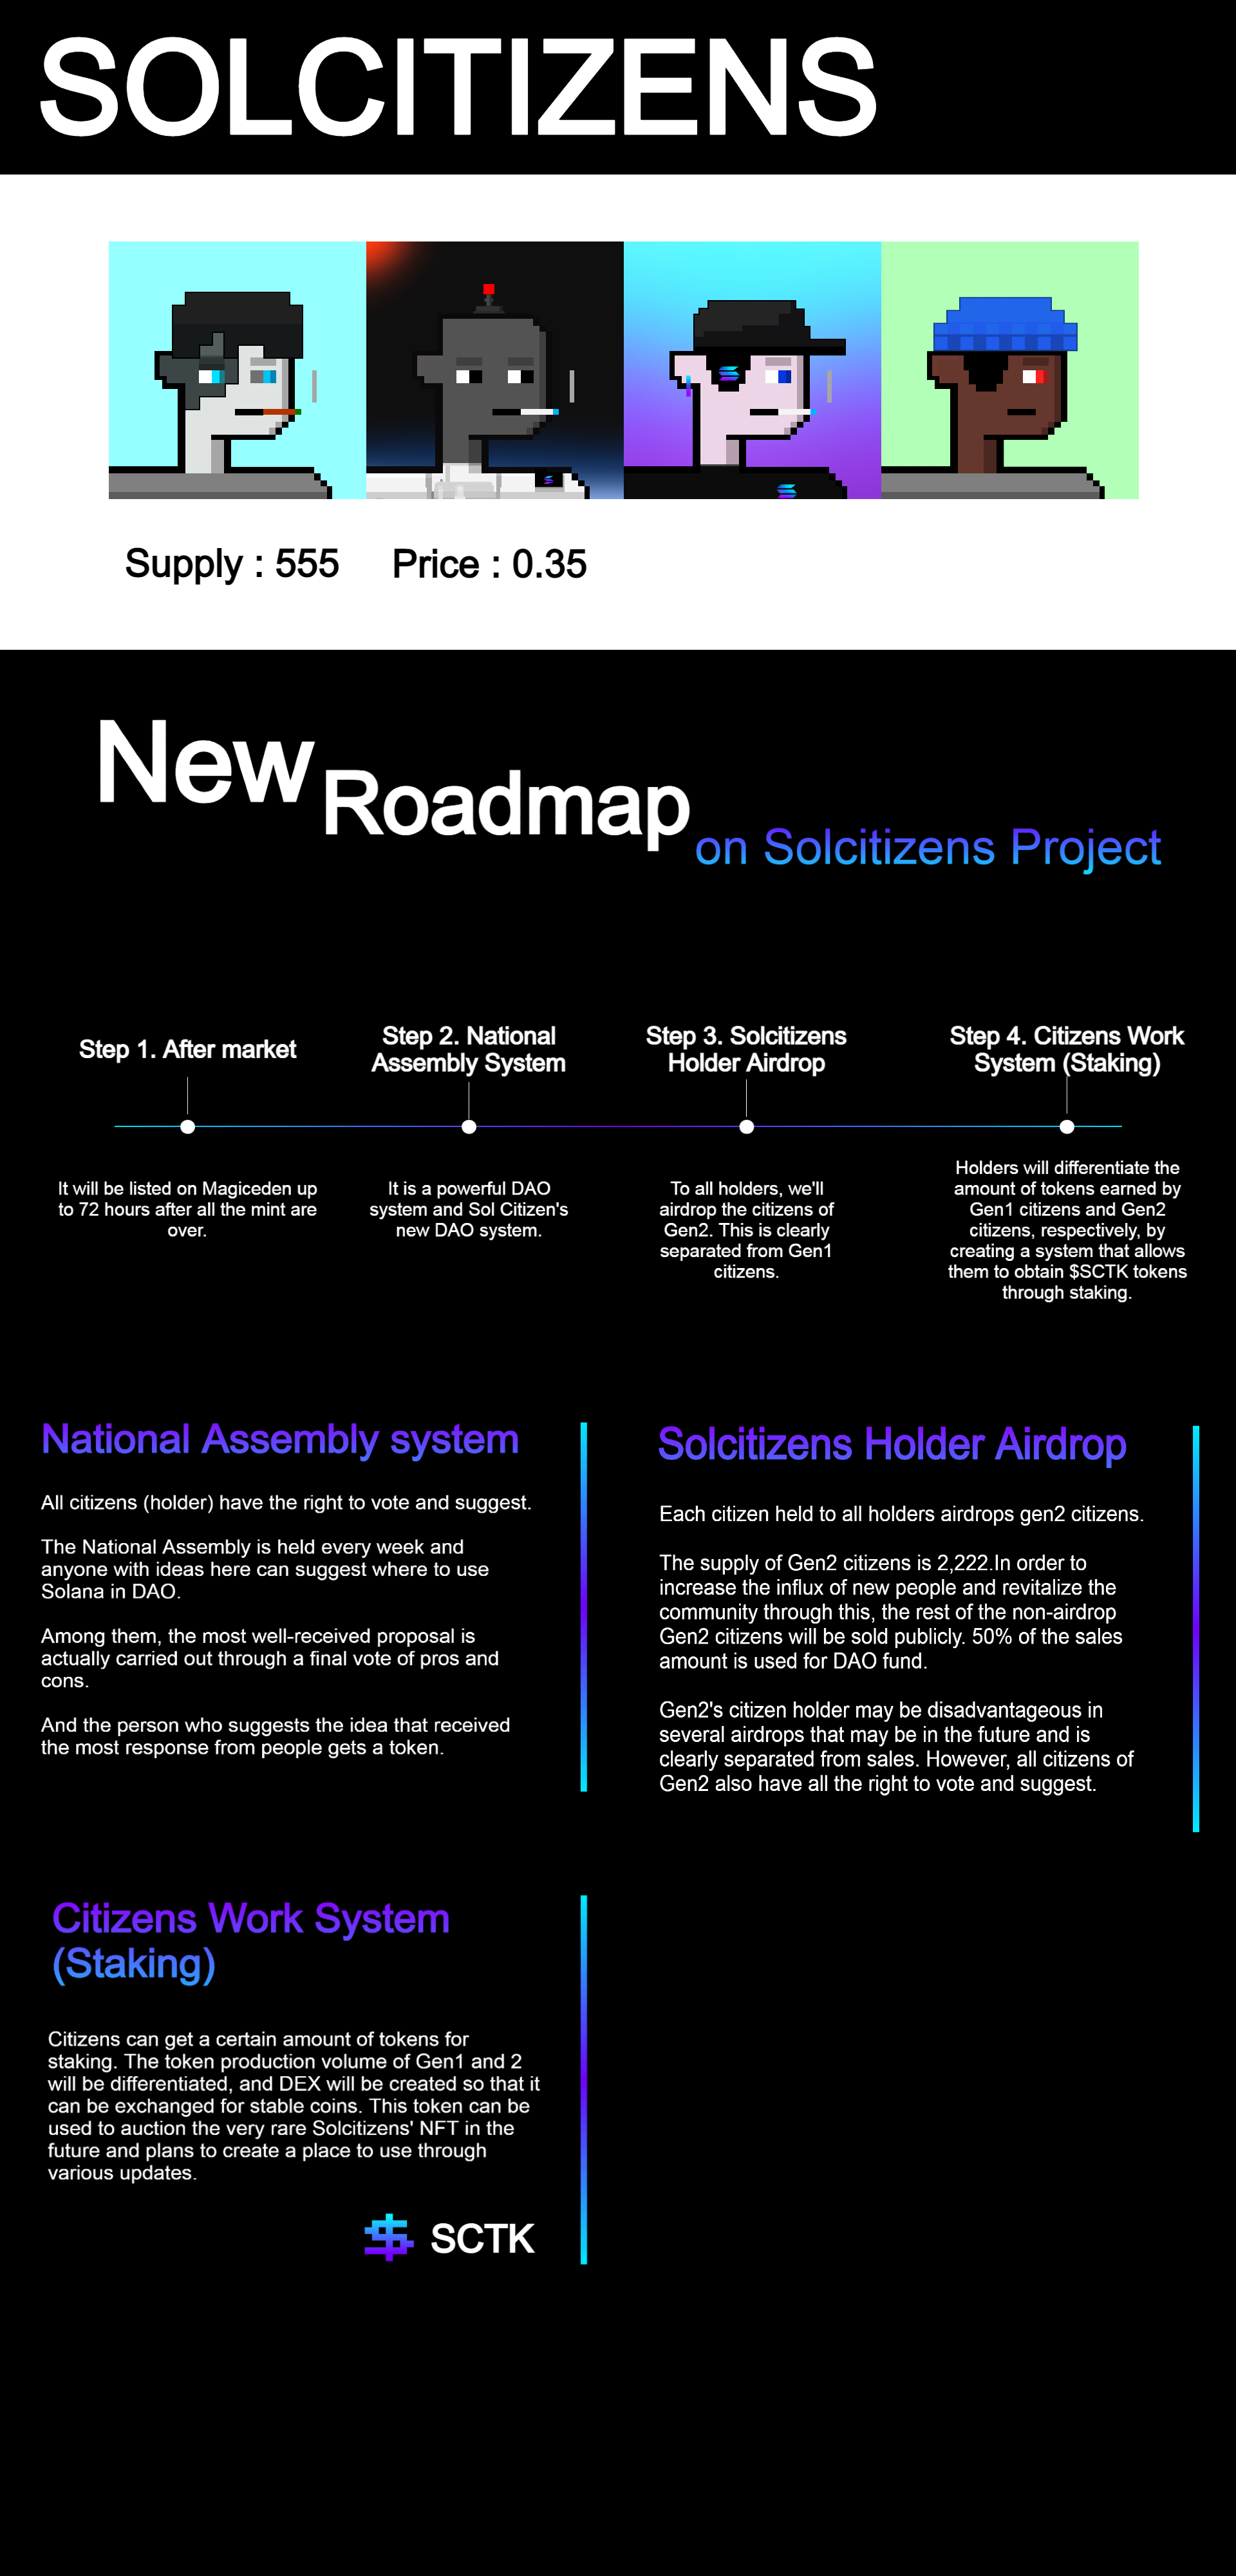 SOLCITIZENS
Supply : 555
Price : 0.35
New
Roadmap
on Solcitizens Project
Step 1. After market
It will be listed on Magiceden up
to 72 hours after all the mint are
over.
Step 2. National
Assembly System
It is a powerful DAO
system and Sol Citizen's
new DAO system.
Step 3. Solcitizens
Holder Airdrop
To all holders, we'll
airdrop the citizens of
Gen2. This is clearly
separated from Gen1
citizens.
Step 4. Citizens Work
System (Staking)
Holders will differentiate the
amount of tokens earned by
Gen1 citizens and Gen2
citizens, respectively, by
creating a system that allows
them to obtain $SCTK tokens
through staking.
National Assembly system
All citizens (holder) have the right to vote and suggest.
The National Assembly is held every week and
anyone with ideas here can suggest where to use
Solana in DAO.
Among them, the most well-received proposal is
actually carried out through a final vote of pros and
cons.
And the person who suggests the idea that received
the most response from people gets a token.
Solcitizens Holder Airdrop
Each citizen held to all holders airdrops gen2 citizens.
The supply of Gen2 citizens is 2,222.In order to
increase the influx of new people and revitalize the
community through this, the rest of the non-airdrop
Gen2 citizens will be sold publicly. 50% of the sales
amount is used for DAO fund.
Gen2's citizen holder may be disadvantageous in
several airdrops that may be in the future and is
clearly separated from sales. However, all citizens of
Gen2 also have all the right to vote and suggest.
Citizens Work System
(Staking)
Citizens can get a certain amount of tokens for
staking. The token production volume of Gen1 and 2
will be differentiated, and DEX will be created so that it
can be exchanged for stable coins. This token can be
used to auction the very rare Solcitizens' NFT in the
future and plans to create a place to use through
various updates.
SCTK